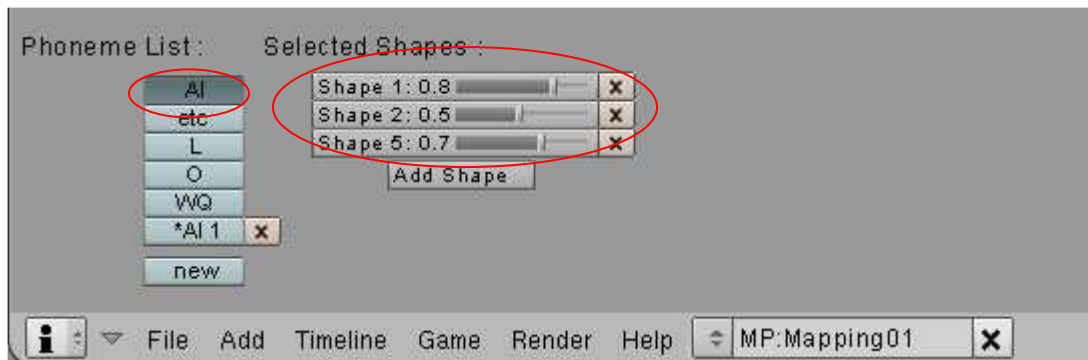 Phoneme List : Selected Shapes :
AI Shape 1: 0.8 x
etc Shape 2: 0.5 x
L Shape 5: 0.7 x
O Add Shape
WQ
*AI 1 x
new
i File Add Timeline Game Render Help MP:Mapping01 x